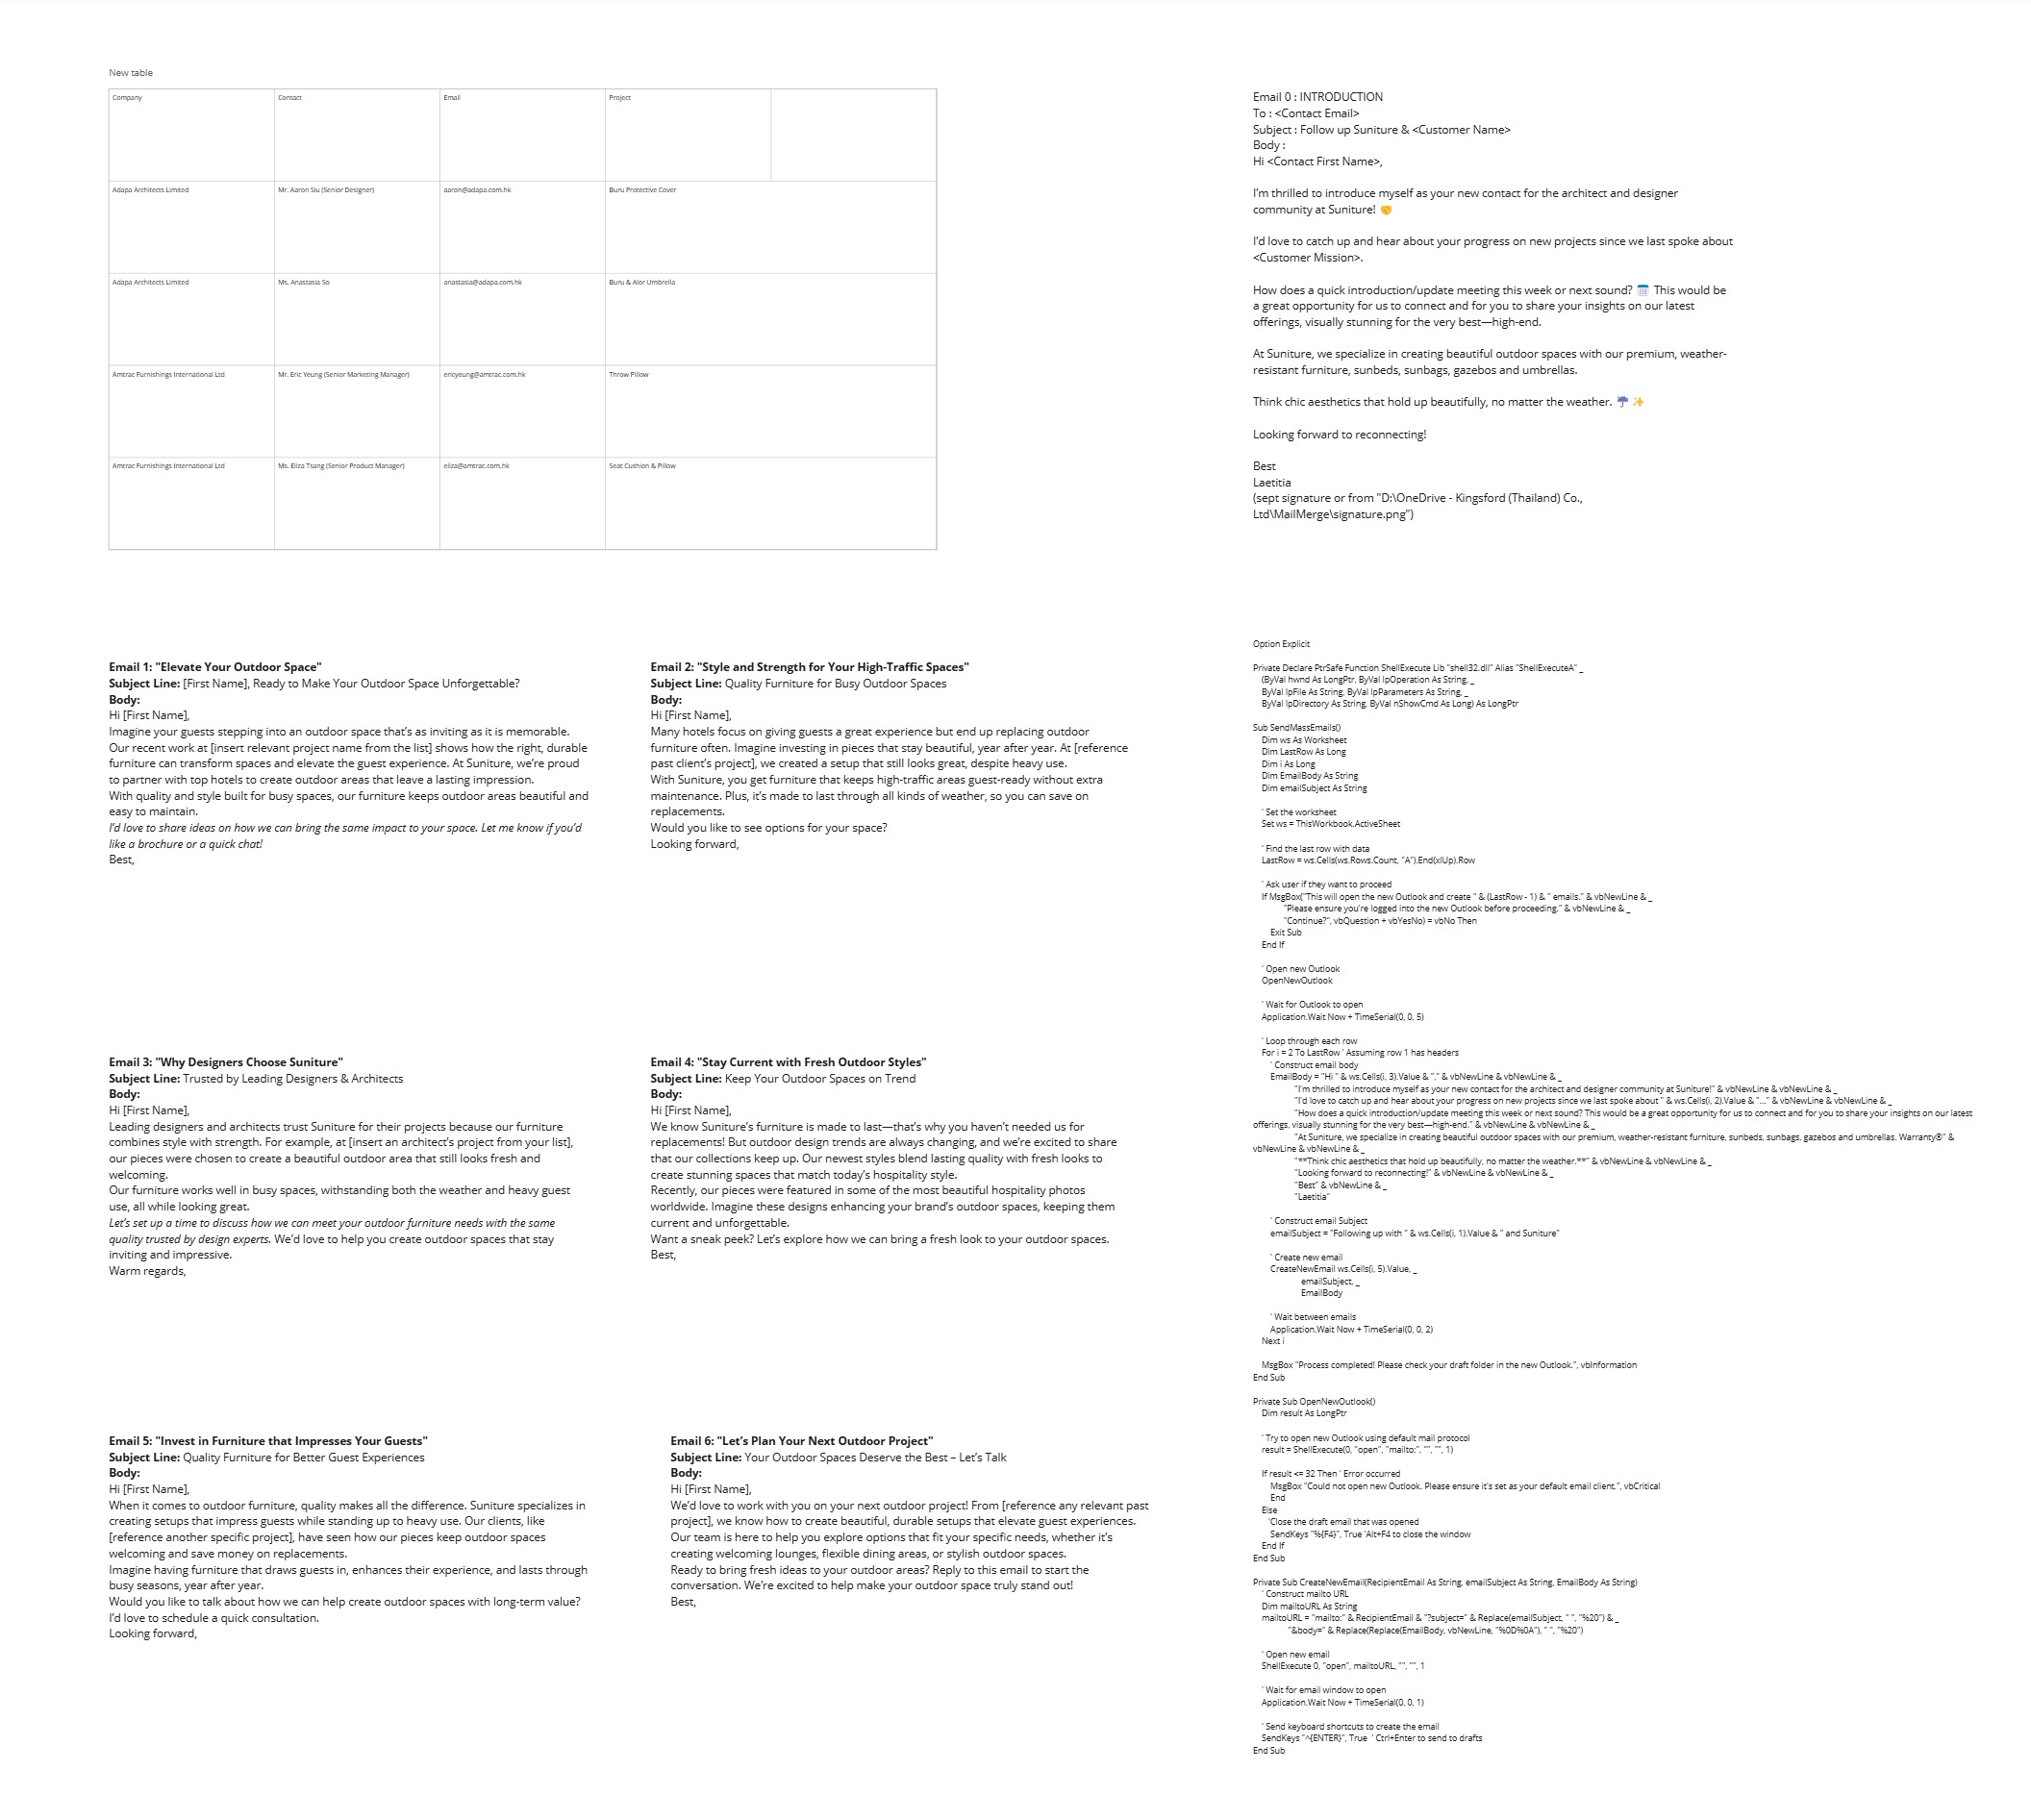 New table
Company	Contact	Email	Project
Adapa Architects Limited	Mr. Aaron Siu (Senior Designer)	aaron@adapa.com.hk	Buru Protective Cover
Adapa Architects Limited	Ms. Anastasia So	anastasia@adapa.com.hk	Buru & Alor Umbrella
Amtrac Furnishings International Ltd	Mr. Eric Yeung (Senior Marketing Manager)	ericyeung@amtrac.com.hk	Throw Pillow
Amtrac Furnishings International Ltd	Ms. Eliza Tsang (Senior Product Manager)	eliza@amtrac.com.hk	Seat Cushion & Pillow
Email 0 : INTRODUCTION
To : <Contact Email>
Subject : Follow up Suniture & <Customer Name>
Body :
Hi <Contact First Name>,
I'm thrilled to introduce myself as your new contact for the architect and designer
community at Suniture! 🤝
I'd love to catch up and hear about your progress on new projects since we last spoke about
<Customer Mission>.
How does a quick introduction/update meeting this week or next sound? 🗓️ This would be
a great opportunity for us to connect and for you to share your insights on our latest
offerings, visually stunning for the very best—high-end.
At Suniture, we specialize in creating beautiful outdoor spaces with our premium, weather-
resistant furniture, sunbeds, sunbags, gazebos and umbrellas.
Think chic aesthetics that hold up beautifully, no matter the weather. ☂️ ✨
Looking forward to reconnecting!
Best
Laetitia
(sept signature or from "D:\OneDrive - Kingsford (Thailand) Co.,
Ltd\MailMerge\signature.png")
Email 1: "Elevate Your Outdoor Space"
Subject Line: [First Name], Ready to Make Your Outdoor Space Unforgettable?
Body:
Hi [First Name],
Imagine your guests stepping into an outdoor space that's as inviting as it is memorable.
Our recent work at [insert relevant project name from the list] shows how the right, durable
furniture can transform spaces and elevate the guest experience. At Suniture, we're proud
to partner with top hotels to create outdoor areas that leave a lasting impression.
With quality and style built for busy spaces, our furniture keeps outdoor areas beautiful and
easy to maintain.
I'd love to share ideas on how we can bring the same impact to your space. Let me know if you'd
like a brochure or a quick chat!
Best,
Email 2: "Style and Strength for Your High-Traffic Spaces"
Subject Line: Quality Furniture for Busy Outdoor Spaces
Body:
Hi [First Name],
Many hotels focus on giving guests a great experience but end up replacing outdoor
furniture often. Imagine investing in pieces that stay beautiful, year after year. At [reference
past client's project], we created a setup that still looks great, despite heavy use.
With Suniture, you get furniture that keeps high-traffic areas guest-ready without extra
maintenance. Plus, it's made to last through all kinds of weather, so you can save on
replacements.
Would you like to see options for your space?
Looking forward,
Email 3: "Why Designers Choose Suniture"
Subject Line: Trusted by Leading Designers & Architects
Body:
Hi [First Name],
Leading designers and architects trust Suniture for their projects because our furniture
combines style with strength. For example, at [insert an architect's project from your list],
our pieces were chosen to create a beautiful outdoor area that still looks fresh and
welcoming.
Our furniture works well in busy spaces, withstanding both the weather and heavy guest
use, all while looking great.
Let's set up a time to discuss how we can meet your outdoor furniture needs with the same
quality trusted by design experts. We'd love to help you create outdoor spaces that stay
inviting and impressive.
Warm regards,
Email 4: "Stay Current with Fresh Outdoor Styles"
Subject Line: Keep Your Outdoor Spaces on Trend
Body:
Hi [First Name],
We know Suniture's furniture is made to last—that's why you haven't needed us for
replacements! But outdoor design trends are always changing, and we're excited to share
that our collections keep up. Our newest styles blend lasting quality with fresh looks to
create stunning spaces that match today's hospitality style.
Recently, our pieces were featured in some of the most beautiful hospitality photos
worldwide. Imagine these designs enhancing your brand's outdoor spaces, keeping them
current and unforgettable.
Want a sneak peek? Let's explore how we can bring a fresh look to your outdoor spaces.
Best,
Email 5: "Invest in Furniture that Impresses Your Guests"
Subject Line: Quality Furniture for Better Guest Experiences
Body:
Hi [First Name],
When it comes to outdoor furniture, quality makes all the difference. Suniture specializes in
creating setups that impress guests while standing up to heavy use. Our clients, like
[reference another specific project], have seen how our pieces keep outdoor spaces
welcoming and save money on replacements.
Imagine having furniture that draws guests in, enhances their experience, and lasts through
busy seasons, year after year.
Would you like to talk about how we can help create outdoor spaces with long-term value?
I'd love to schedule a quick consultation.
Looking forward,
Email 6: "Let's Plan Your Next Outdoor Project"
Subject Line: Your Outdoor Spaces Deserve the Best – Let's Talk
Body:
Hi [First Name],
We'd love to work with you on your next outdoor project! From [reference any relevant past
project], we know how to create beautiful, durable setups that elevate guest experiences.
Our team is here to help you explore options that fit your specific needs, whether it's
creating welcoming lounges, flexible dining areas, or stylish outdoor spaces.
Ready to bring fresh ideas to your outdoor areas? Reply to this email to start the
conversation. We're excited to help make your outdoor space truly stand out!
Best,
Option Explicit
Private Declare PtrSafe Function ShellExecute Lib "shell32.dll" Alias "ShellExecuteA" _
(ByVal hwnd As LongPtr, ByVal lpOperation As String, _
ByVal lpFile As String, ByVal lpParameters As String, _
ByVal lpDirectory As String, ByVal nShowCmd As Long) As LongPtr
Sub SendMassEmails()
Dim ws As Worksheet
Dim LastRow As Long
Dim i As Long
Dim EmailBody As String
Dim emailSubject As String
' Set the worksheet
Set ws = ThisWorkbook.ActiveSheet
' Find the last row with data
LastRow = ws.Cells(ws.Rows.Count, "A").End(xlUp).Row
' Ask user if they want to proceed
If MsgBox("This will open the new Outlook and create " & (LastRow - 1) & " emails." & vbNewLine & _
"Please ensure you're logged into the new Outlook before proceeding." & vbNewLine & _
"Continue?", vbQuestion + vbYesNo) = vbNo Then
Exit Sub
End If
' Open new Outlook
OpenNewOutlook
' Wait for Outlook to open
Application.Wait Now + TimeSerial(0, 0, 5)
' Loop through each row
For i = 2 To LastRow ' Assuming row 1 has headers
' Construct email body
EmailBody = "Hi " & ws.Cells(i, 3).Value & "," & vbNewLine & vbNewLine & _
"I'm thrilled to introduce myself as your new contact for the architect and designer community at Suniture!" & vbNewLine & vbNewLine & _
"I'd love to catch up and hear about your progress on new projects since we last spoke about " & ws.Cells(i, 2).Value & "..." & vbNewLine & vbNewLine & _
"How does a quick introduction/update meeting this week or next sound? This would be a great opportunity for us to connect and for you to share your insights on our latest
offerings, visually stunning for the very best—high-end." & vbNewLine & vbNewLine & _
"At Suniture, we specialize in creating beautiful outdoor spaces with our premium, weather-resistant furniture, sunbeds, sunbags, gazebos and umbrellas. Warranty®" &
vbNewLine & vbNewLine & _
"**Think chic aesthetics that hold up beautifully, no matter the weather.**" & vbNewLine & vbNewLine & _
"Looking forward to reconnecting!" & vbNewLine & vbNewLine & _
"Best" & vbNewLine & _
"Laetitia"
' Construct email Subject
emailSubject = "Following up with " & ws.Cells(i, 1).Value & " and Suniture"
' Create new email
CreateNewEmail ws.Cells(i, 5).Value, _
emailSubject, _
EmailBody
' Wait between emails
Application.Wait Now + TimeSerial(0, 0, 2)
Next i
MsgBox "Process completed! Please check your draft folder in the new Outlook.", vbInformation
End Sub
Private Sub OpenNewOutlook()
Dim result As LongPtr
' Try to open new Outlook using default mail protocol
result = ShellExecute(0, "open", "mailto:", "", "", 1)
If result <= 32 Then ' Error occurred
MsgBox "Could not open new Outlook. Please ensure it's set as your default email client.", vbCritical
End
Else
'Close the draft email that was opened
SendKeys "%{F4}", True 'Alt+F4 to close the window
End If
End Sub
Private Sub CreateNewEmail(RecipientEmail As String, emailSubject As String, EmailBody As String)
' Construct mailto URL
Dim mailtoURL As String
mailtoURL = "mailto:" & RecipientEmail & "?subject=" & Replace(emailSubject, " ", "%20") & _
"&body=" & Replace(Replace(EmailBody, vbNewLine, "%0D%0A"), " ", "%20")
' Open new email
ShellExecute 0, "open", mailtoURL, "", "", 1
' Wait for email window to open
Application.Wait Now + TimeSerial(0, 0, 1)
' Send keyboard shortcuts to create the email
SendKeys "^{ENTER}", True ' Ctrl+Enter to send to drafts
End Sub